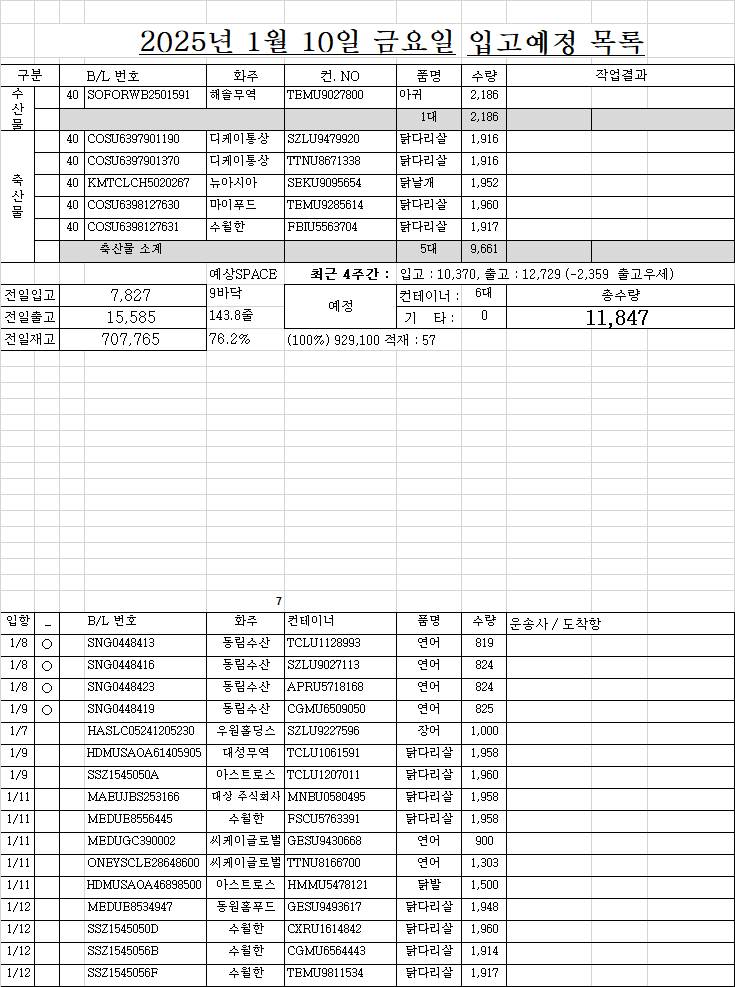 2025년 1월 10일 금요일 입고예정 목록
구분 B/L 번호 화주 컨. NO 품명 수량 작업결과
수산물 40 SOFORWB2501591 해솔무역 TBMU9027800 아귀 2,186
1대 2,186
축산물 40 COSU6397901190 디케이통상 SZLU9479920 닭다리살 1,916
40 COSU6397901370 디케이통상 TTNU8671338 닭다리살 1,916
40 KMTCLCH5020267 뉴아시아 SEKU9095654 닭날개 1,952
40 COSU6398127630 마이푸드 TEMU9285614 닭다리살 1,960
40 COSU6398127631 수월한 FBIU5563704 닭다리살 1,917
축산물 소계 5대 9,661
예상SPACE 최근 4주간 : 입고 : 10,370, 출고 : 12,729 (-2,359 출고우세)
전일입고 7,827 9바닥 예정 컨테이너 : 6대 총수량
전일출고 15,585 143.8줄 기 타 : 0 11,847
전일재고 707,765 76.2% (100%) 929,100 적재 : 57
7
입항 _ B/L 번호 화주 컨테이너 품명 수량 운송사 / 도착항
1/8 ○ SNG0448413 동림수산 TCLU1128993 연어 819
1/8 ○ SNG0448416 동림수산 SZLU9027113 연어 824
1/8 ○ SNG0448423 동림수산 APRU5718168 연어 824
1/9 ○ SNG0448419 동림수산 CGMU6509050 연어 825
1/7 HASLC05241205230 우원홀딩스 SZLU9227596 장어 1,000
1/9 HDMUSAOA61405905 대성무역 TCLU1061591 닭다리살 1,958
1/9 SSZ1545050A 아스트로스 TCLU1207011 닭다리살 1,960
1/11 MAEUJBS253166 대상 주식회사 MNBU0580495 닭다리살 1,958
1/11 MEDUE8556445 수월한 FSCU5763391 닭다리살 1,958
1/11 MEDUGC390002 씨케이글로벌 GESU9430668 연어 900
1/11 ONEYSCLE28648600 씨케이글로벌 TTNU8166700 연어 1,303
1/11 HDMUSAOA46898500 아스트로스 HMMU5478121 닭발 1,500
1/12 MEDUE8534947 동원홈푸드 GESU9493617 닭다리살 1,948
1/12 SSZ1545050D 수월한 CXRU1614842 닭다리살 1,960
1/12 SSZ1545056B 수월한 CGMU6564443 닭다리살 1,914
1/12 SSZ1545056F 수월한 TEMU9811534 닭다리살 1,917